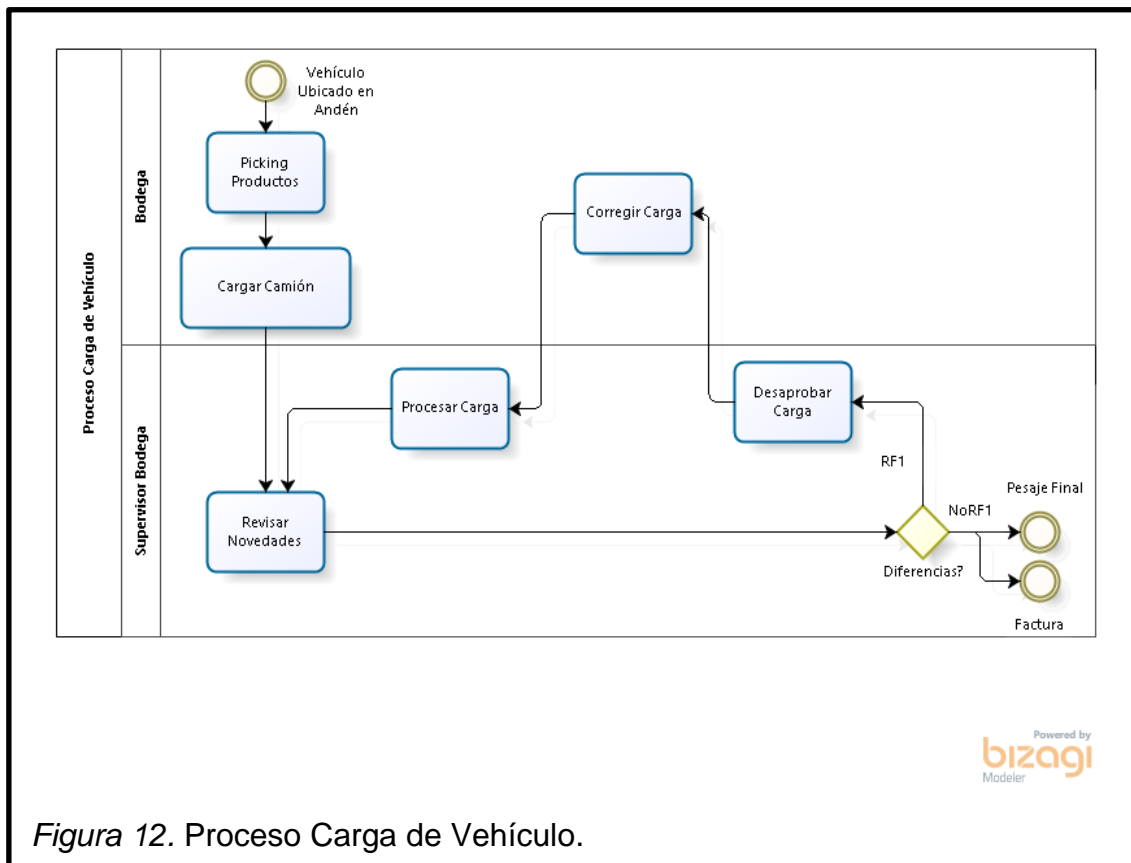 Proceso Carga de Vehículo
Bodega
Vehículo
Ubicado en
Andén
Picking
Productos
Cargar Camión
Corregir Carga
Supervisor Bodega
Procesar Carga
Desaprobar
Carga
RF1
Revisar
Novedades
Diferencias?
NoRF1
Pesaje Final
Factura
Powered by
bizagi
Modeler
Figura 12. Proceso Carga de Vehículo.